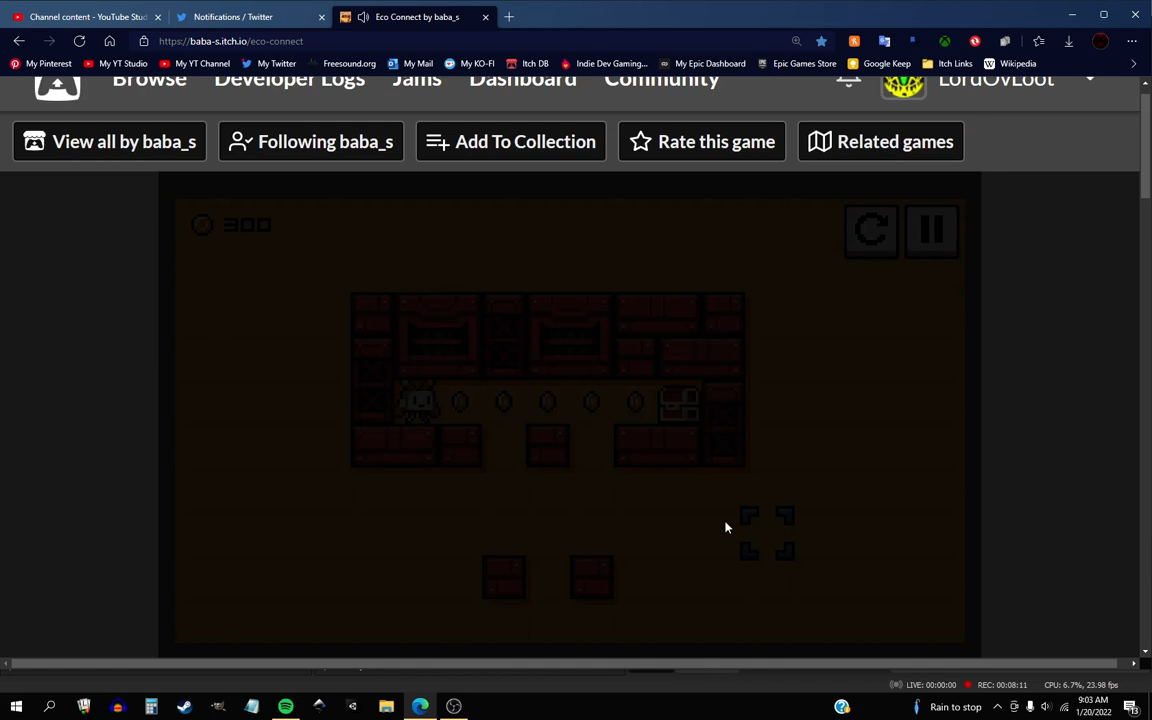 Channel content - YouTube Stud
Notifications / Twitter
Eco Connect by baba_s
https://baba-s.itch.io/eco-connect
My Pinterest
My YT Studio
My YT Channel
My Twitter
Freesound.org
My Mail
My KO-FI
Itch DB
Indie Dev Gaming...
My Epic Dashboard
Epic Games Store
Google Keep
Itch Links
Wikipedia
Browse
Developer Logs
Jams
Dashboard
Community
LordOvLoot
View all by baba_s
Following baba_s
Add To Collection
Rate this game
Related games
300
LIVE: 00:00:00
REC: 00:08:11
CPU: 6.7%, 23.98 fps
Rain to stop
9:03 AM
1/20/2022
13